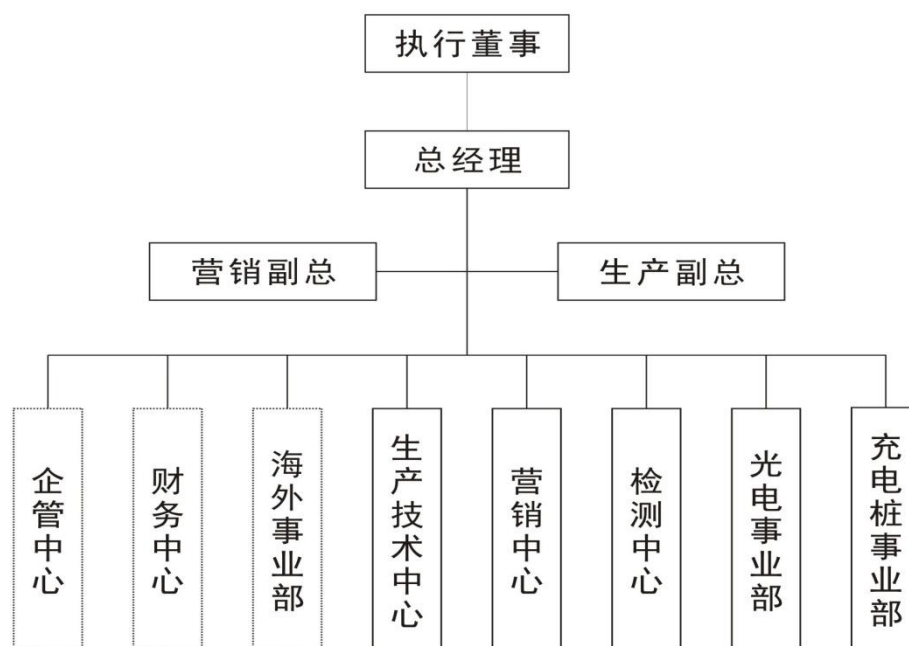 执行董事
总经理
营销副总
生产副总
企管中心
财务中心
海外事业部
生产技术中心
营销中心
检测中心
光电事业部
充电桩事业部